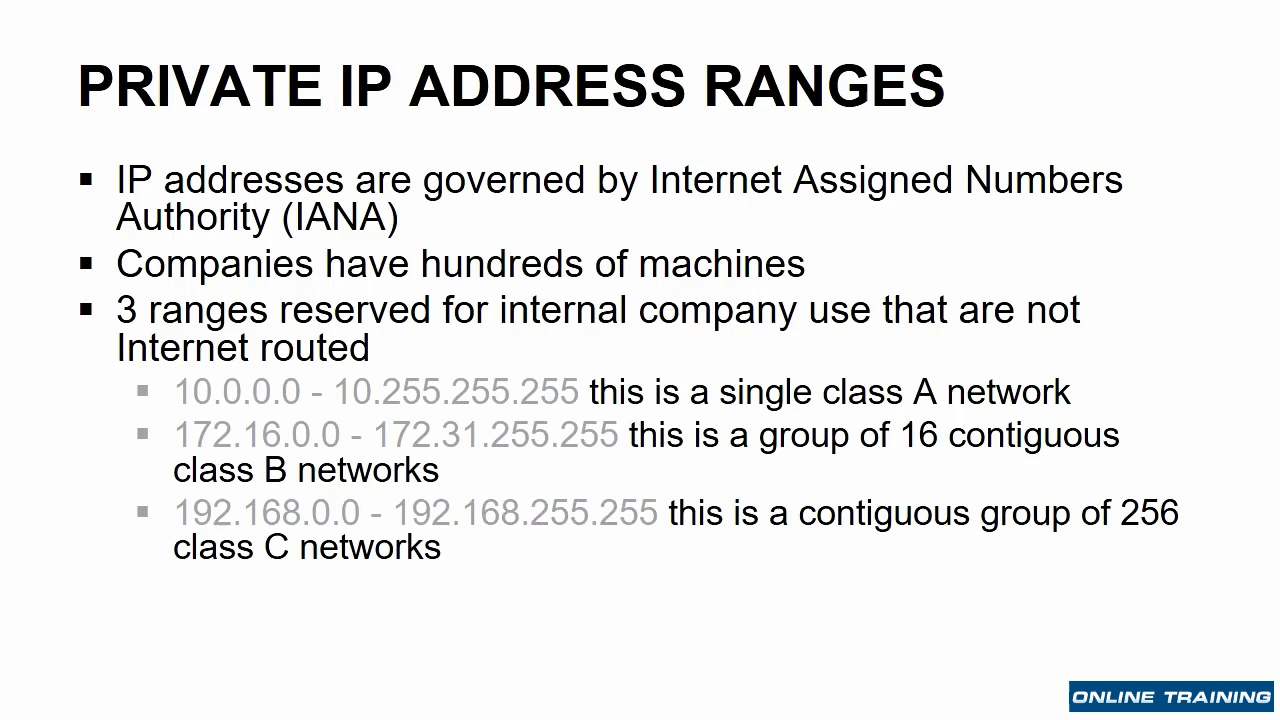 PRIVATE IP ADDRESS RANGES
▪ IP addresses are governed by Internet Assigned Numbers
Authority (IANA)
▪ Companies have hundreds of machines
▪ 3 ranges reserved for internal company use that are not
Internet routed
▪ 10.0.0.0 - 10.255.255.255 this is a single class A network
▪ 172.16.0.0 - 172.31.255.255 this is a group of 16 contiguous
class B networks
▪ 192.168.0.0 - 192.168.255.255 this is a contiguous group of 256
class C networks
ONLINE TRAINING